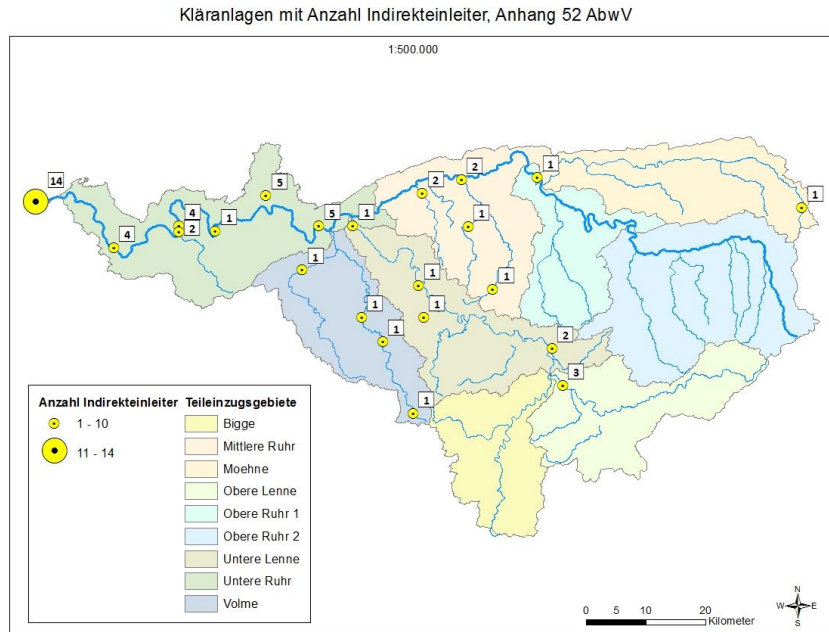 Kläranlagen mit Anzahl Indirekteinleiter, Anhang 52 AbwV
1:500.000
14
4
4
2
1
5
5
1
2
2
1
1
1
1
1
1
1
1
1
1
2
3
Anzahl Indirekteinleiter
1 - 10
11 - 14
Teileinzugsgebiete
Bigge
Mittlere Ruhr
Moehne
Obere Lenne
Obere Ruhr 1
Obere Ruhr 2
Untere Lenne
Untere Ruhr
Volme
N
W E
S
0 5 10 20
Kilometer